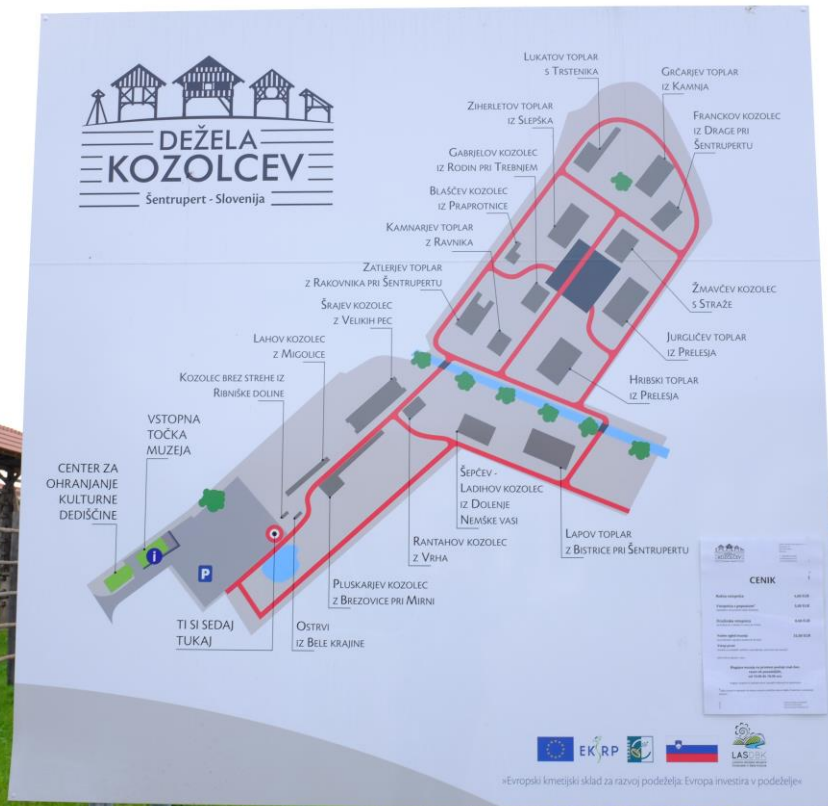 DEŽELA
KOZOLCEV
Šentrupert - Slovenija
LUKATOV TOPLAR
S TRSTENIKA
GRČARJEV TOPLAR
IZ KAMNJA
ZIHERLETOV TOPLAR
IZ SLEPŠKA
FRANCKOV KOZOLEC
IZ DRAGE PRI
ŠENTRUPERTU
GABRJELOV KOZOLEC
IZ RODIN PRI TREBNJEM
BLAŠČEV KOZOLEC
IZ PRAPROTNICE
KAMNARJEV TOPLAR
Z RAVNIKA
ZATLERJEV TOPLAR
Z RAKOVNIKA PRI ŠENTRUPERTU
ŽMAVČEV KOZOLEC
S STRAŽE
ŠRAJEV KOZOLEC
Z VELIKIH PEC
JURGLIČEV TOPLAR
IZ PRELESJA
LAHOV KOZOLEC
Z MIGOLICE
HRIBSKI TOPLAR
IZ PRELESJA
KOZOLEC BREZ STREHE IZ
RIBNIŠKE DOLINE
VSTOPNA
TOČKA
MUZEJA
CENTER ZA
OHRANJANJE
KULTURNE
DEDIŠČINE
i
P
ŠEPČEV -
LADIHOV KOZOLEC
IZ DOLENJE
NEMŠKE VASI
LAPOV TOPLAR
Z BISTRICE PRI ŠENTRUPERTU
RANTAHOV KOZOLEC
Z VRHA
PLUSKARJEV KOZOLEC
Z BREZOVICE PRI MIRNI
TI SI SEDAJ
TUKAJ
OSTRVI
IZ BELE KRAJINE
CENIK
EKSRP
LAS DBK
»Evropski kmetijski sklad za razvoj podeželja: Evropa investira v podeželje«